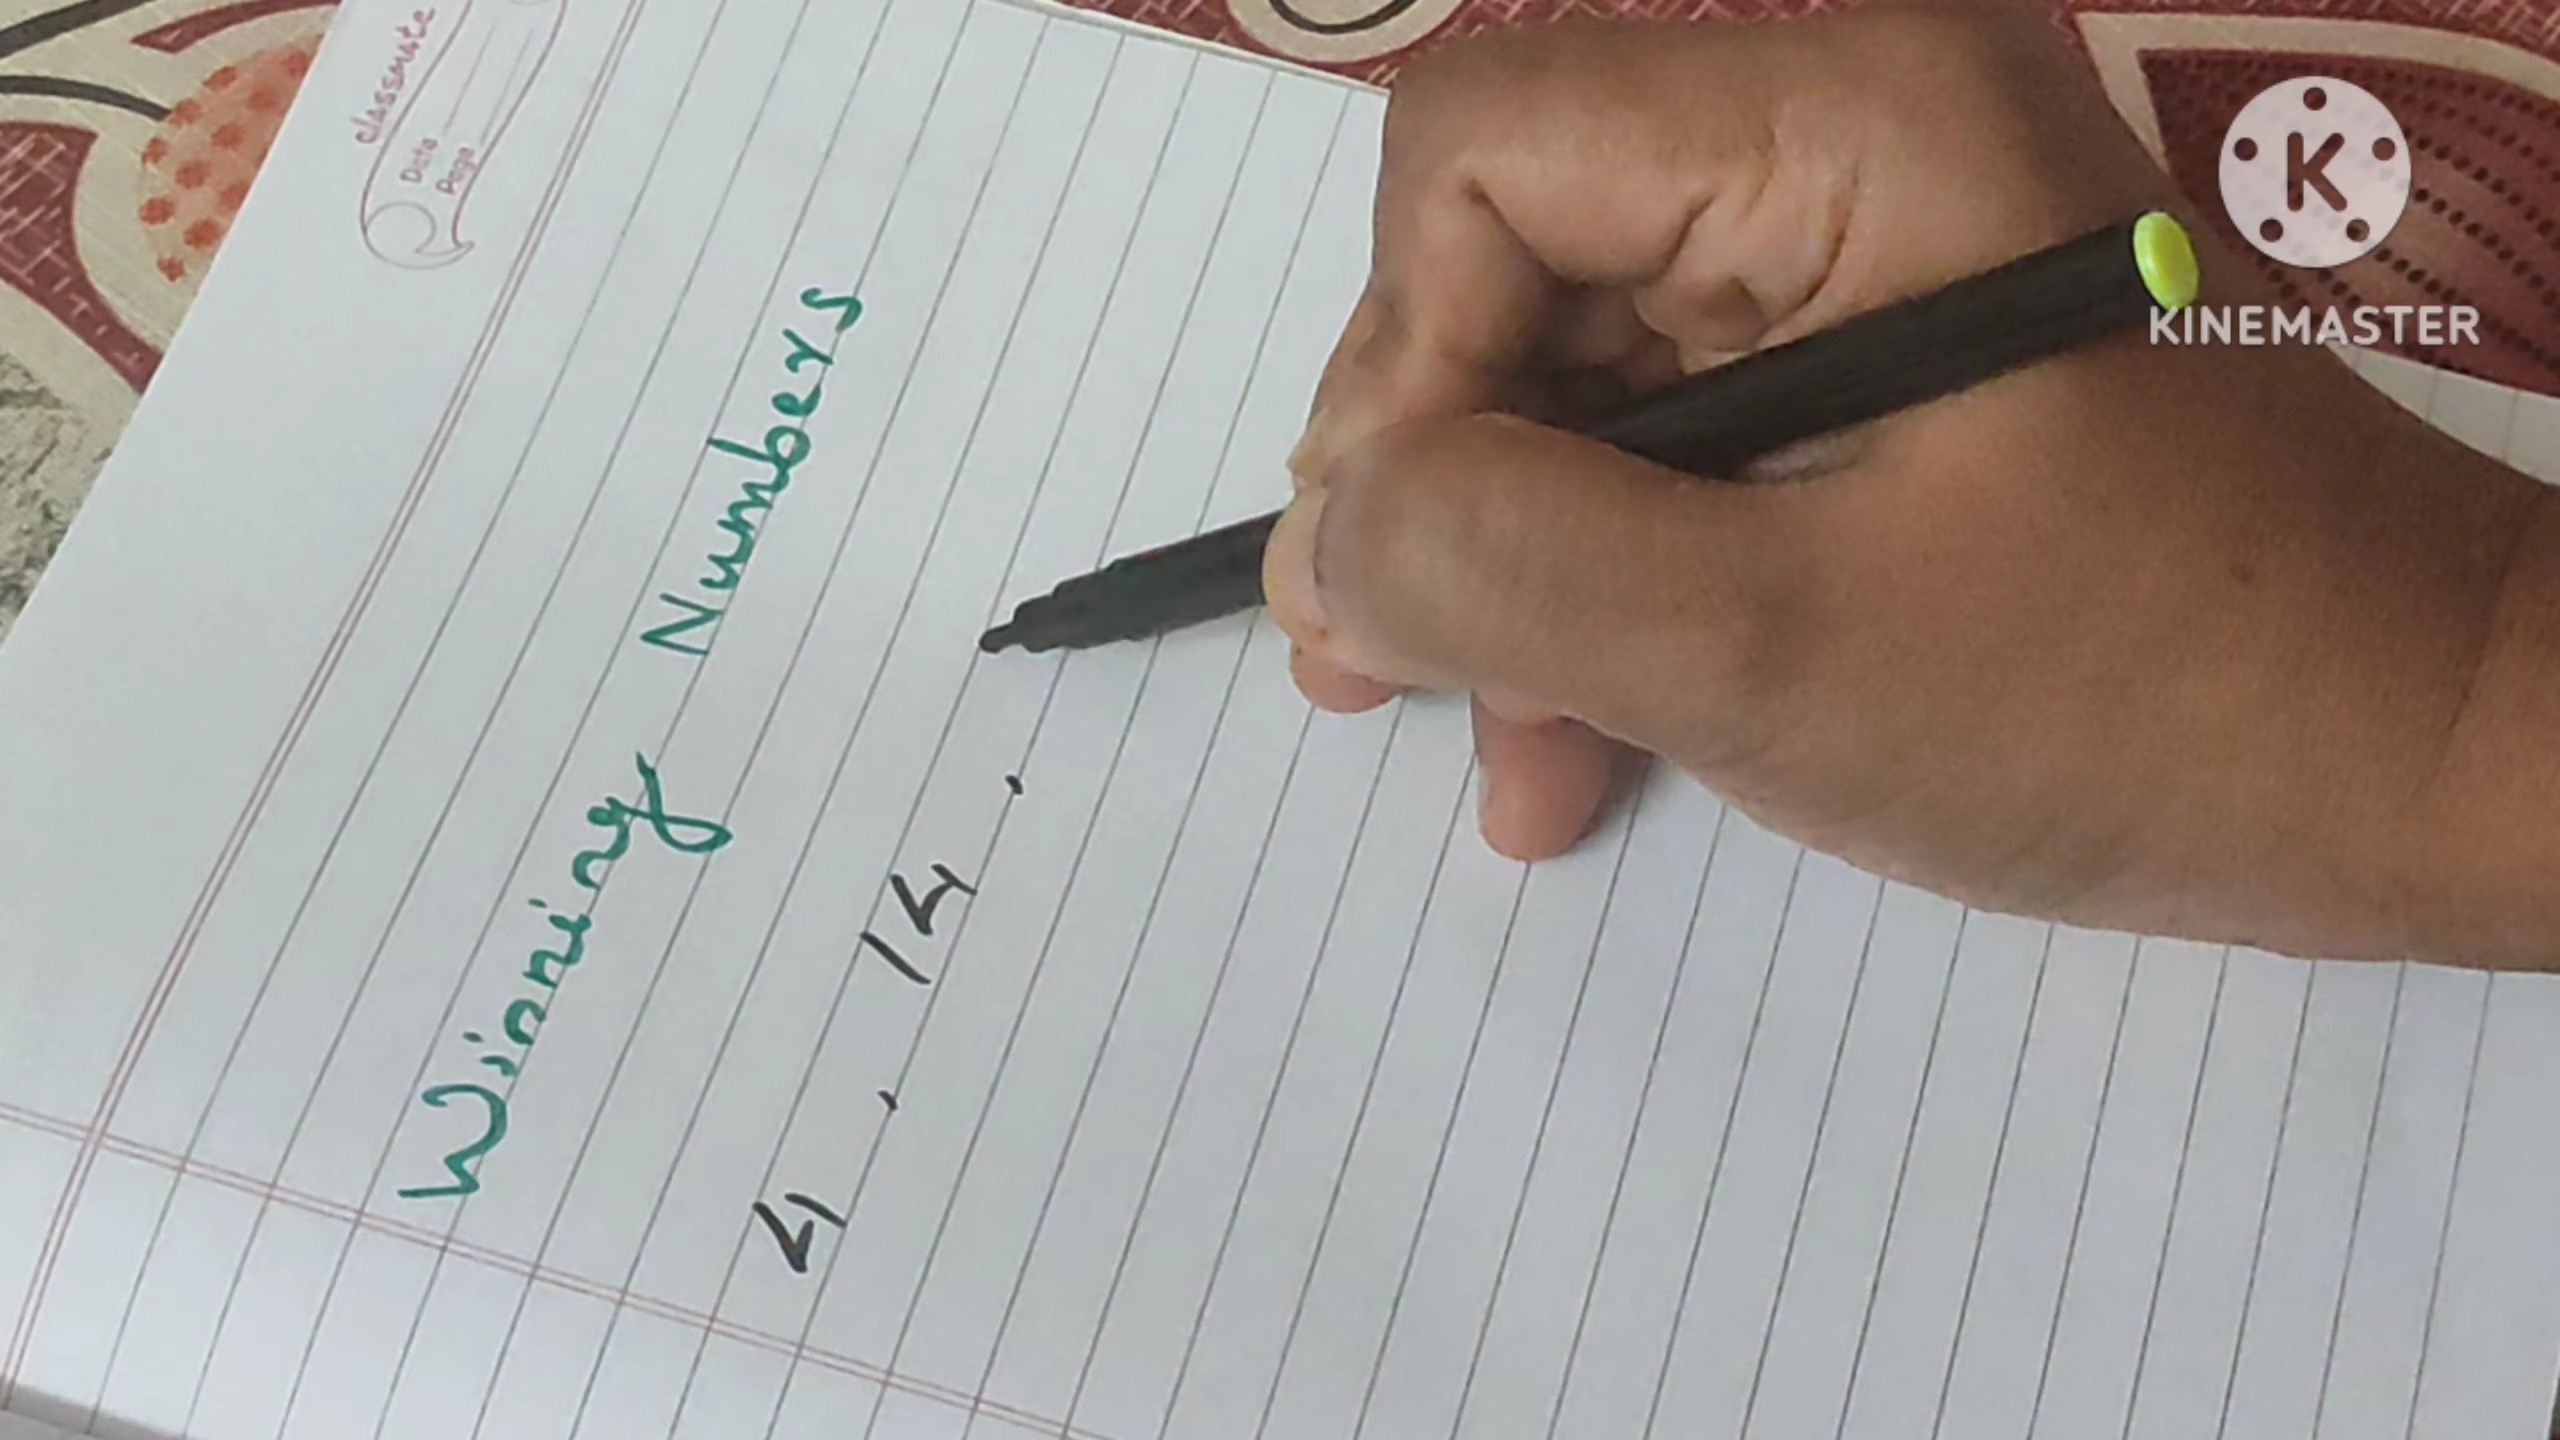 classmate
Date
Page
Winning Numbers
4 . 14 .
KINEMASTER